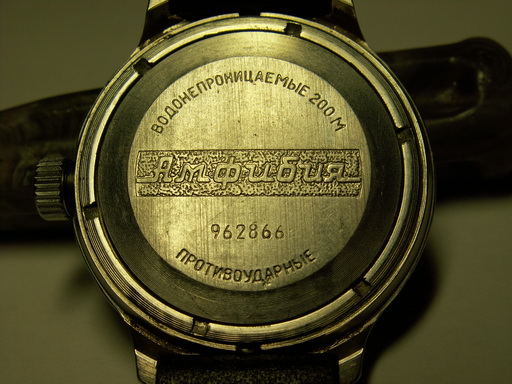 ВОДОНЕПРОНИЦАЕМЫЕ 200 М
Амфибия
962866
ПРОТИВОУДАРНЫЕ